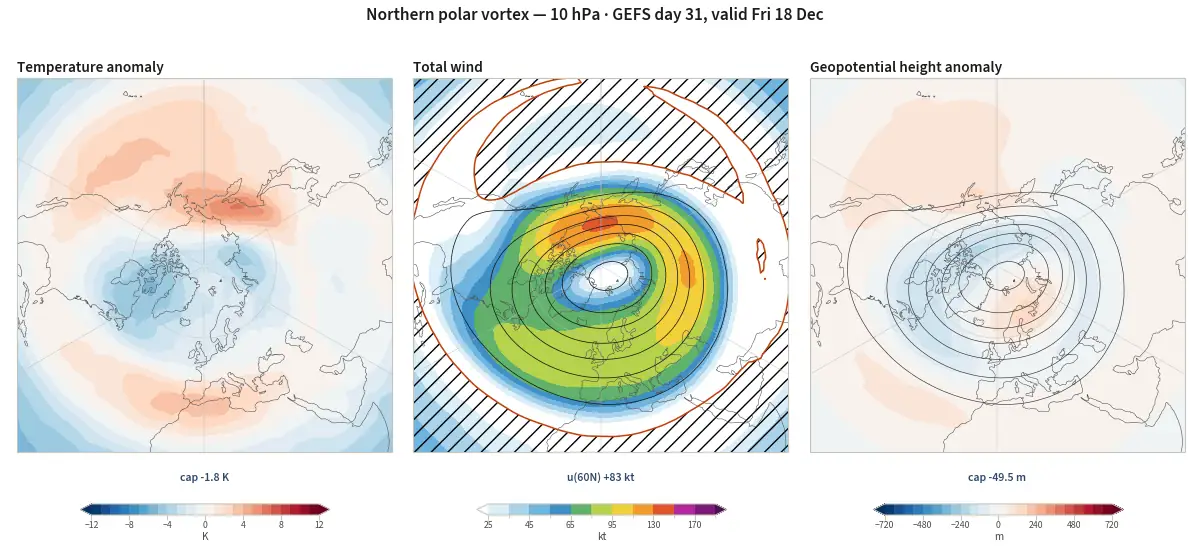 Northern polar vortex — 10 hPa · GEFS day 31, valid Fri 18 Dec
Temperature anomaly
Total wind
Geopotential height anomaly
cap -1.8 K
u(60N) +83 kt
cap -49.5 m
−12 −8 −4 0 4 8 12
K
25 45 65 95 130 170
kt
−720 −480 −240 0 240 480 720
m